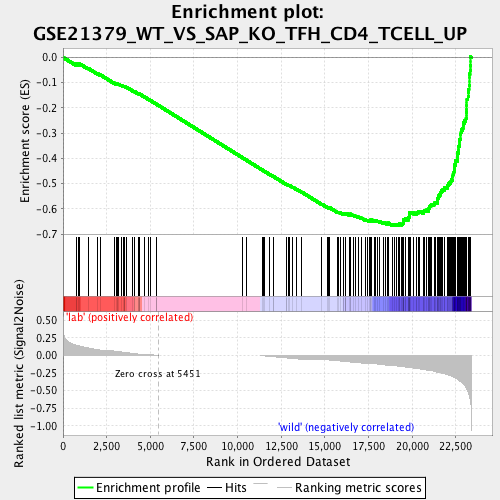 Enrichment plot:
GSE21379_WT_VS_SAP_KO_TFH_CD4_TCELL_UP
Enrichment score (ES)
0.0
-0.1
-0.2
-0.3
-0.4
-0.5
-0.6
-0.7
'lab' (positively correlated)
Ranked list metric (Signal2Noise)
0.50
0.25
0.00
-0.25
-0.50
-0.75
-1.00
Zero cross at 5451
'wild' (negatively correlated)
0 2,500 5,000 7,500 10,000 12,500 15,000 17,500 20,000 22,500
Rank in Ordered Dataset
Enrichment profile Hits Ranking metric scores